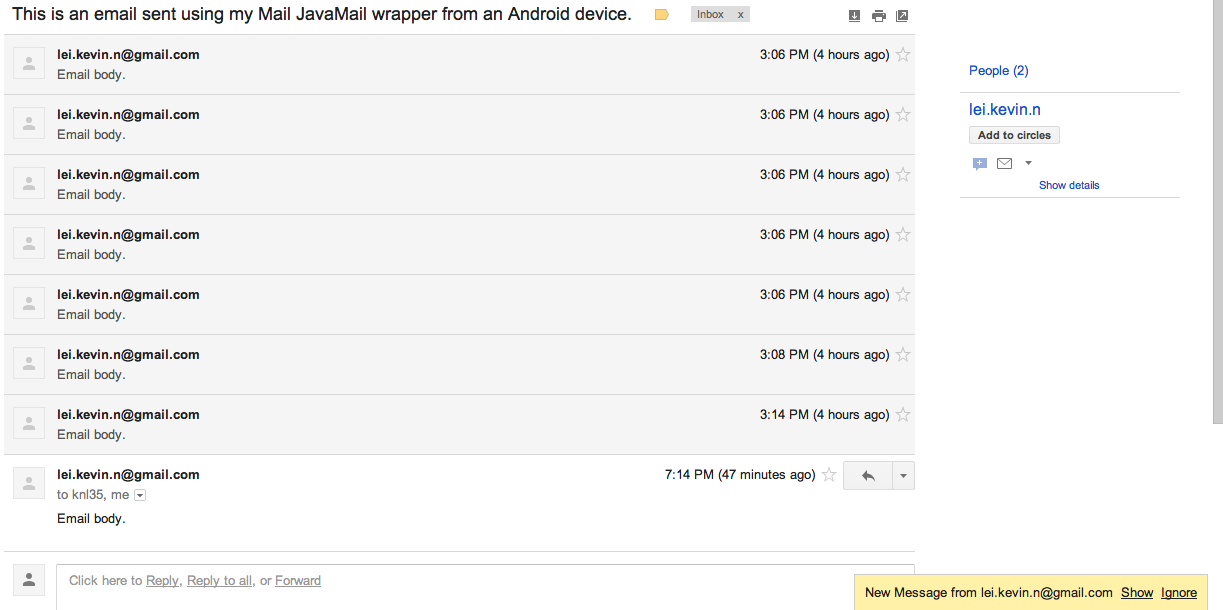 This is an email sent using my Mail JavaMail wrapper from an Android device. Inbox x
lei.kevin.n@gmail.com 3:06 PM (4 hours ago)
Email body.
lei.kevin.n@gmail.com 3:06 PM (4 hours ago)
Email body.
lei.kevin.n@gmail.com 3:06 PM (4 hours ago)
Email body.
lei.kevin.n@gmail.com 3:06 PM (4 hours ago)
Email body.
lei.kevin.n@gmail.com 3:06 PM (4 hours ago)
Email body.
lei.kevin.n@gmail.com 3:08 PM (4 hours ago)
Email body.
lei.kevin.n@gmail.com 3:14 PM (4 hours ago)
Email body.
lei.kevin.n@gmail.com 7:14 PM (47 minutes ago)
to knl35, me
Email body.
Click here to Reply, Reply to all, or Forward
People (2)
lei.kevin.n
Add to circles
Show details
New Message from lei.kevin.n@gmail.com Show Ignore